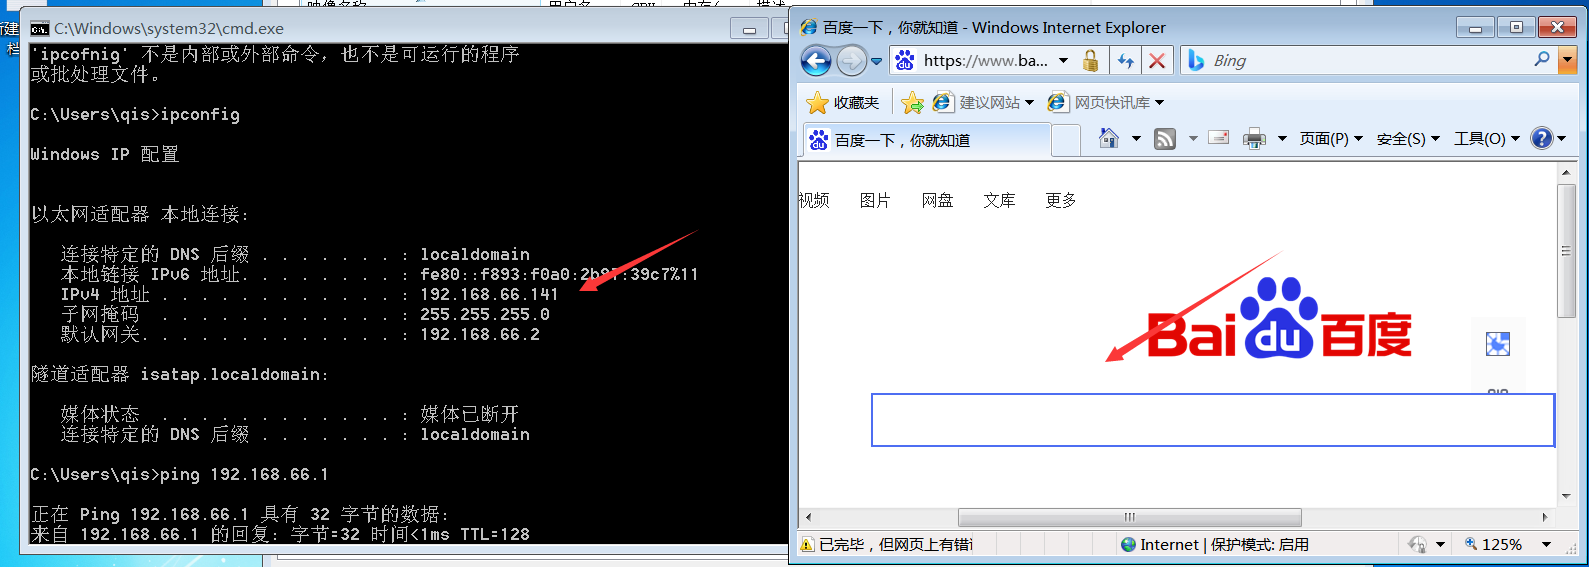 C:\Windows\system32\cmd.exe
'ipcofnig' 不是内部或外部命令，也不是可运行的程序
或批处理文件。
C:\Users\qis>ipconfig
Windows IP 配置
以太网适配器 本地连接:
连接特定的 DNS 后缀 . . . . . . . : localdomain
本地链接 IPv6 地址. . . . . . . . : fe80::f893:f0a0:2b97:39c7%11
IPv4 地址 . . . . . . . . . . . . : 192.168.66.141
子网掩码  . . . . . . . . . . . . : 255.255.255.0
默认网关. . . . . . . . . . . . . : 192.168.66.2
隧道适配器 isatap.localdomain:
媒体状态  . . . . . . . . . . . . : 媒体已断开
连接特定的 DNS 后缀 . . . . . . . : localdomain
C:\Users\qis>ping 192.168.66.1
正在 Ping 192.168.66.1 具有 32 字节的数据:
来自 192.168.66.1 的回复: 字节=32 时间<1ms TTL=128
百度一下，你就知道 - Windows Internet Explorer
https://www.ba... Bing
收藏夹 建议网站 网页快讯库
百度一下，你就知道 页面(P) 安全(S) 工具(O)
视频 图片 网盘 文库 更多
Bai du 百度
已完毕，但网页上有错 Internet | 保护模式: 启用 125%